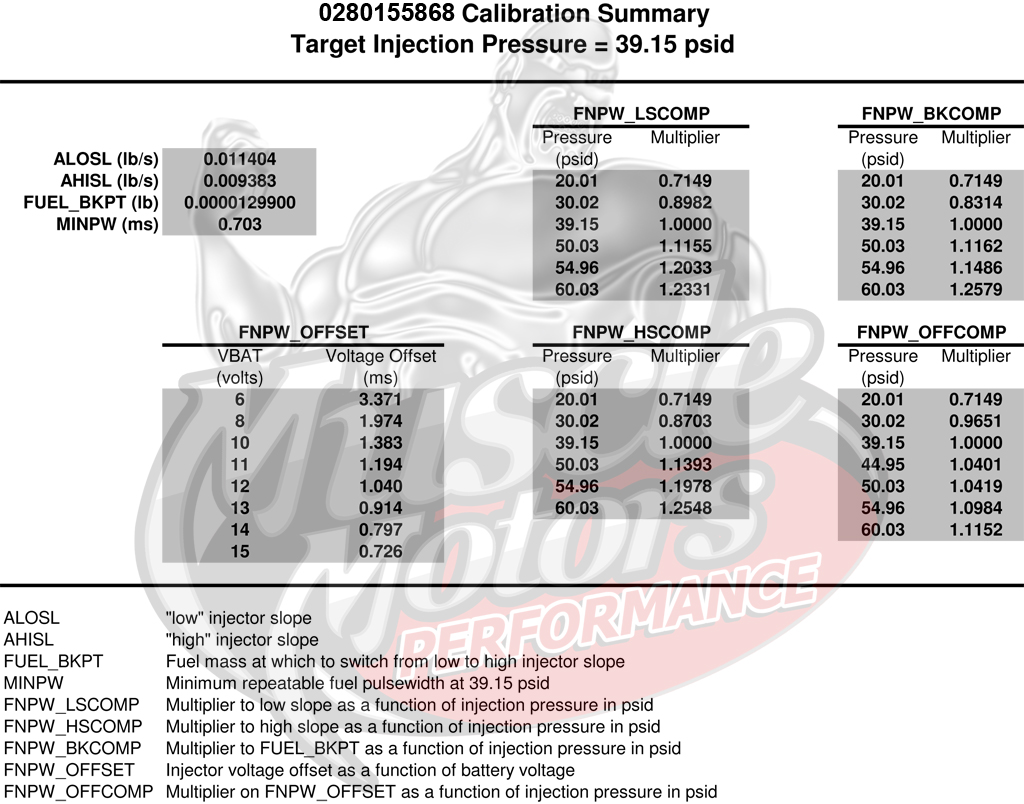 0280155868 Calibration Summary
Target Injection Pressure = 39.15 psid
ALOSL (lb/s) 0.011404
AHISL (lb/s) 0.009383
FUEL_BKPT (lb) 0.0000129900
MINPW (ms) 0.703
FNPW_LSCOMP
Pressure Multiplier
(psid)
20.01 0.7149
30.02 0.8982
39.15 1.0000
50.03 1.1155
54.96 1.2033
60.03 1.2331
FNPW_BKCOMP
Pressure Multiplier
(psid)
20.01 0.7149
30.02 0.8314
39.15 1.0000
50.03 1.1162
54.96 1.1486
60.03 1.2579
FNPW_OFFSET
VBAT Voltage Offset
(volts) (ms)
6 3.371
8 1.974
10 1.383
11 1.194
12 1.040
13 0.914
14 0.797
15 0.726
FNPW_HSCOMP
Pressure Multiplier
(psid)
20.01 0.7149
30.02 0.8703
39.15 1.0000
50.03 1.1393
54.96 1.1978
60.03 1.2548
FNPW_OFFCOMP
Pressure Multiplier
(psid)
20.01 0.7149
30.02 0.9651
39.15 1.0000
44.95 1.0401
50.03 1.0419
54.96 1.0984
60.03 1.1152
Muscle
Motors
PERFORMANCE
ALOSL "low" injector slope
AHISL "high" injector slope
FUEL_BKPT Fuel mass at which to switch from low to high injector slope
MINPW Minimum repeatable fuel pulsewidth at 39.15 psid
FNPW_LSCOMP Multiplier to low slope as a function of injection pressure in psid
FNPW_HSCOMP Multiplier to high slope as a function of injection pressure in psid
FNPW_BKCOMP Multiplier to FUEL_BKPT as a function of injection pressure in psid
FNPW_OFFSET Injector voltage offset as a function of battery voltage
FNPW_OFFCOMP Multiplier on FNPW_OFFSET as a function of injection pressure in psid